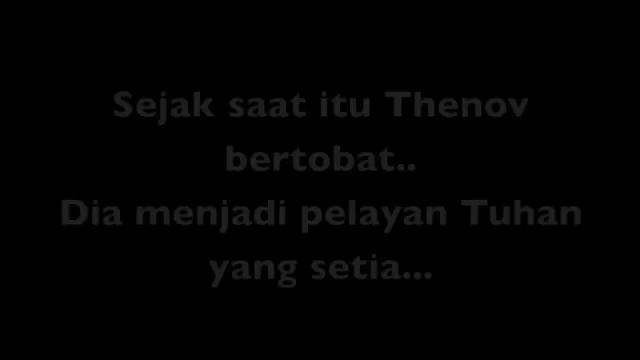 Sejak saat itu Thenov
bertobat..
Dia menjadi pelayan Tuhan
yang setia...